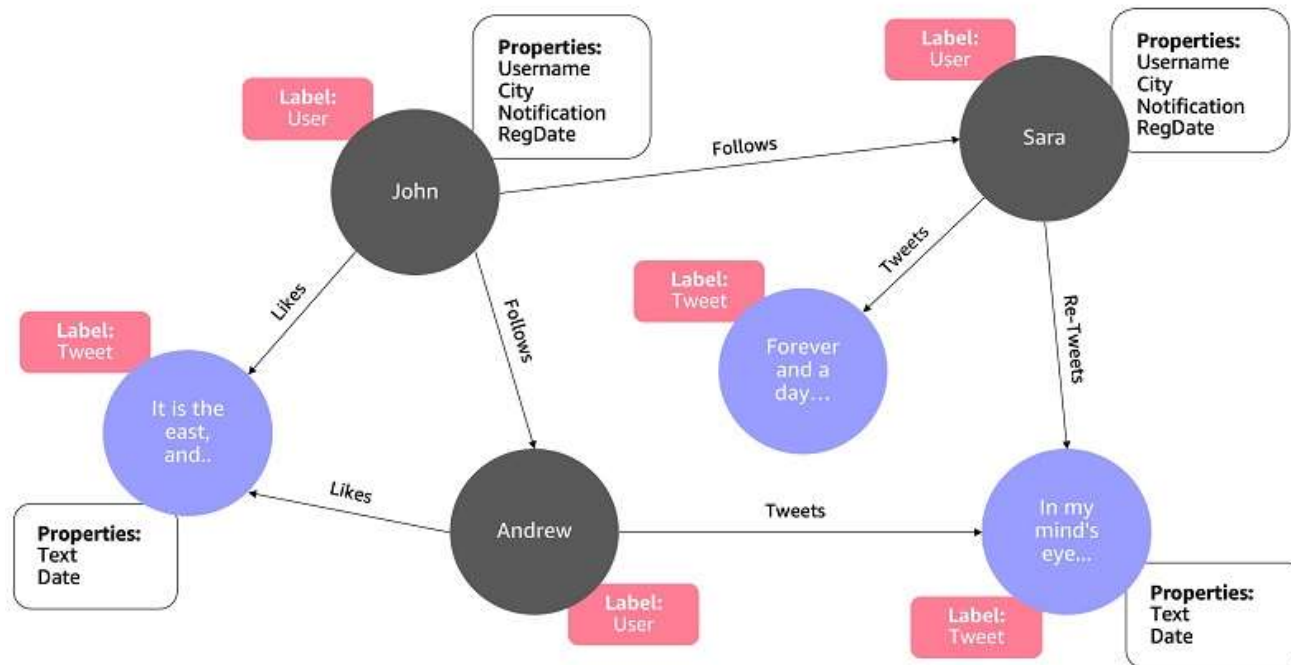 Label:
User
Properties:
Username
City
Notification
RegDate
John
Label:
User
Properties:
Username
City
Notification
RegDate
Sara
Follows
Likes
Follows
Tweets
Re-Tweets
Label:
Tweet
It is the
east,
and..
Properties:
Text
Date
Label:
Tweet
Forever
and a
day...
Likes
Andrew
Label:
User
Tweets
In my
mind's
eye...
Label:
Tweet
Properties:
Text
Date